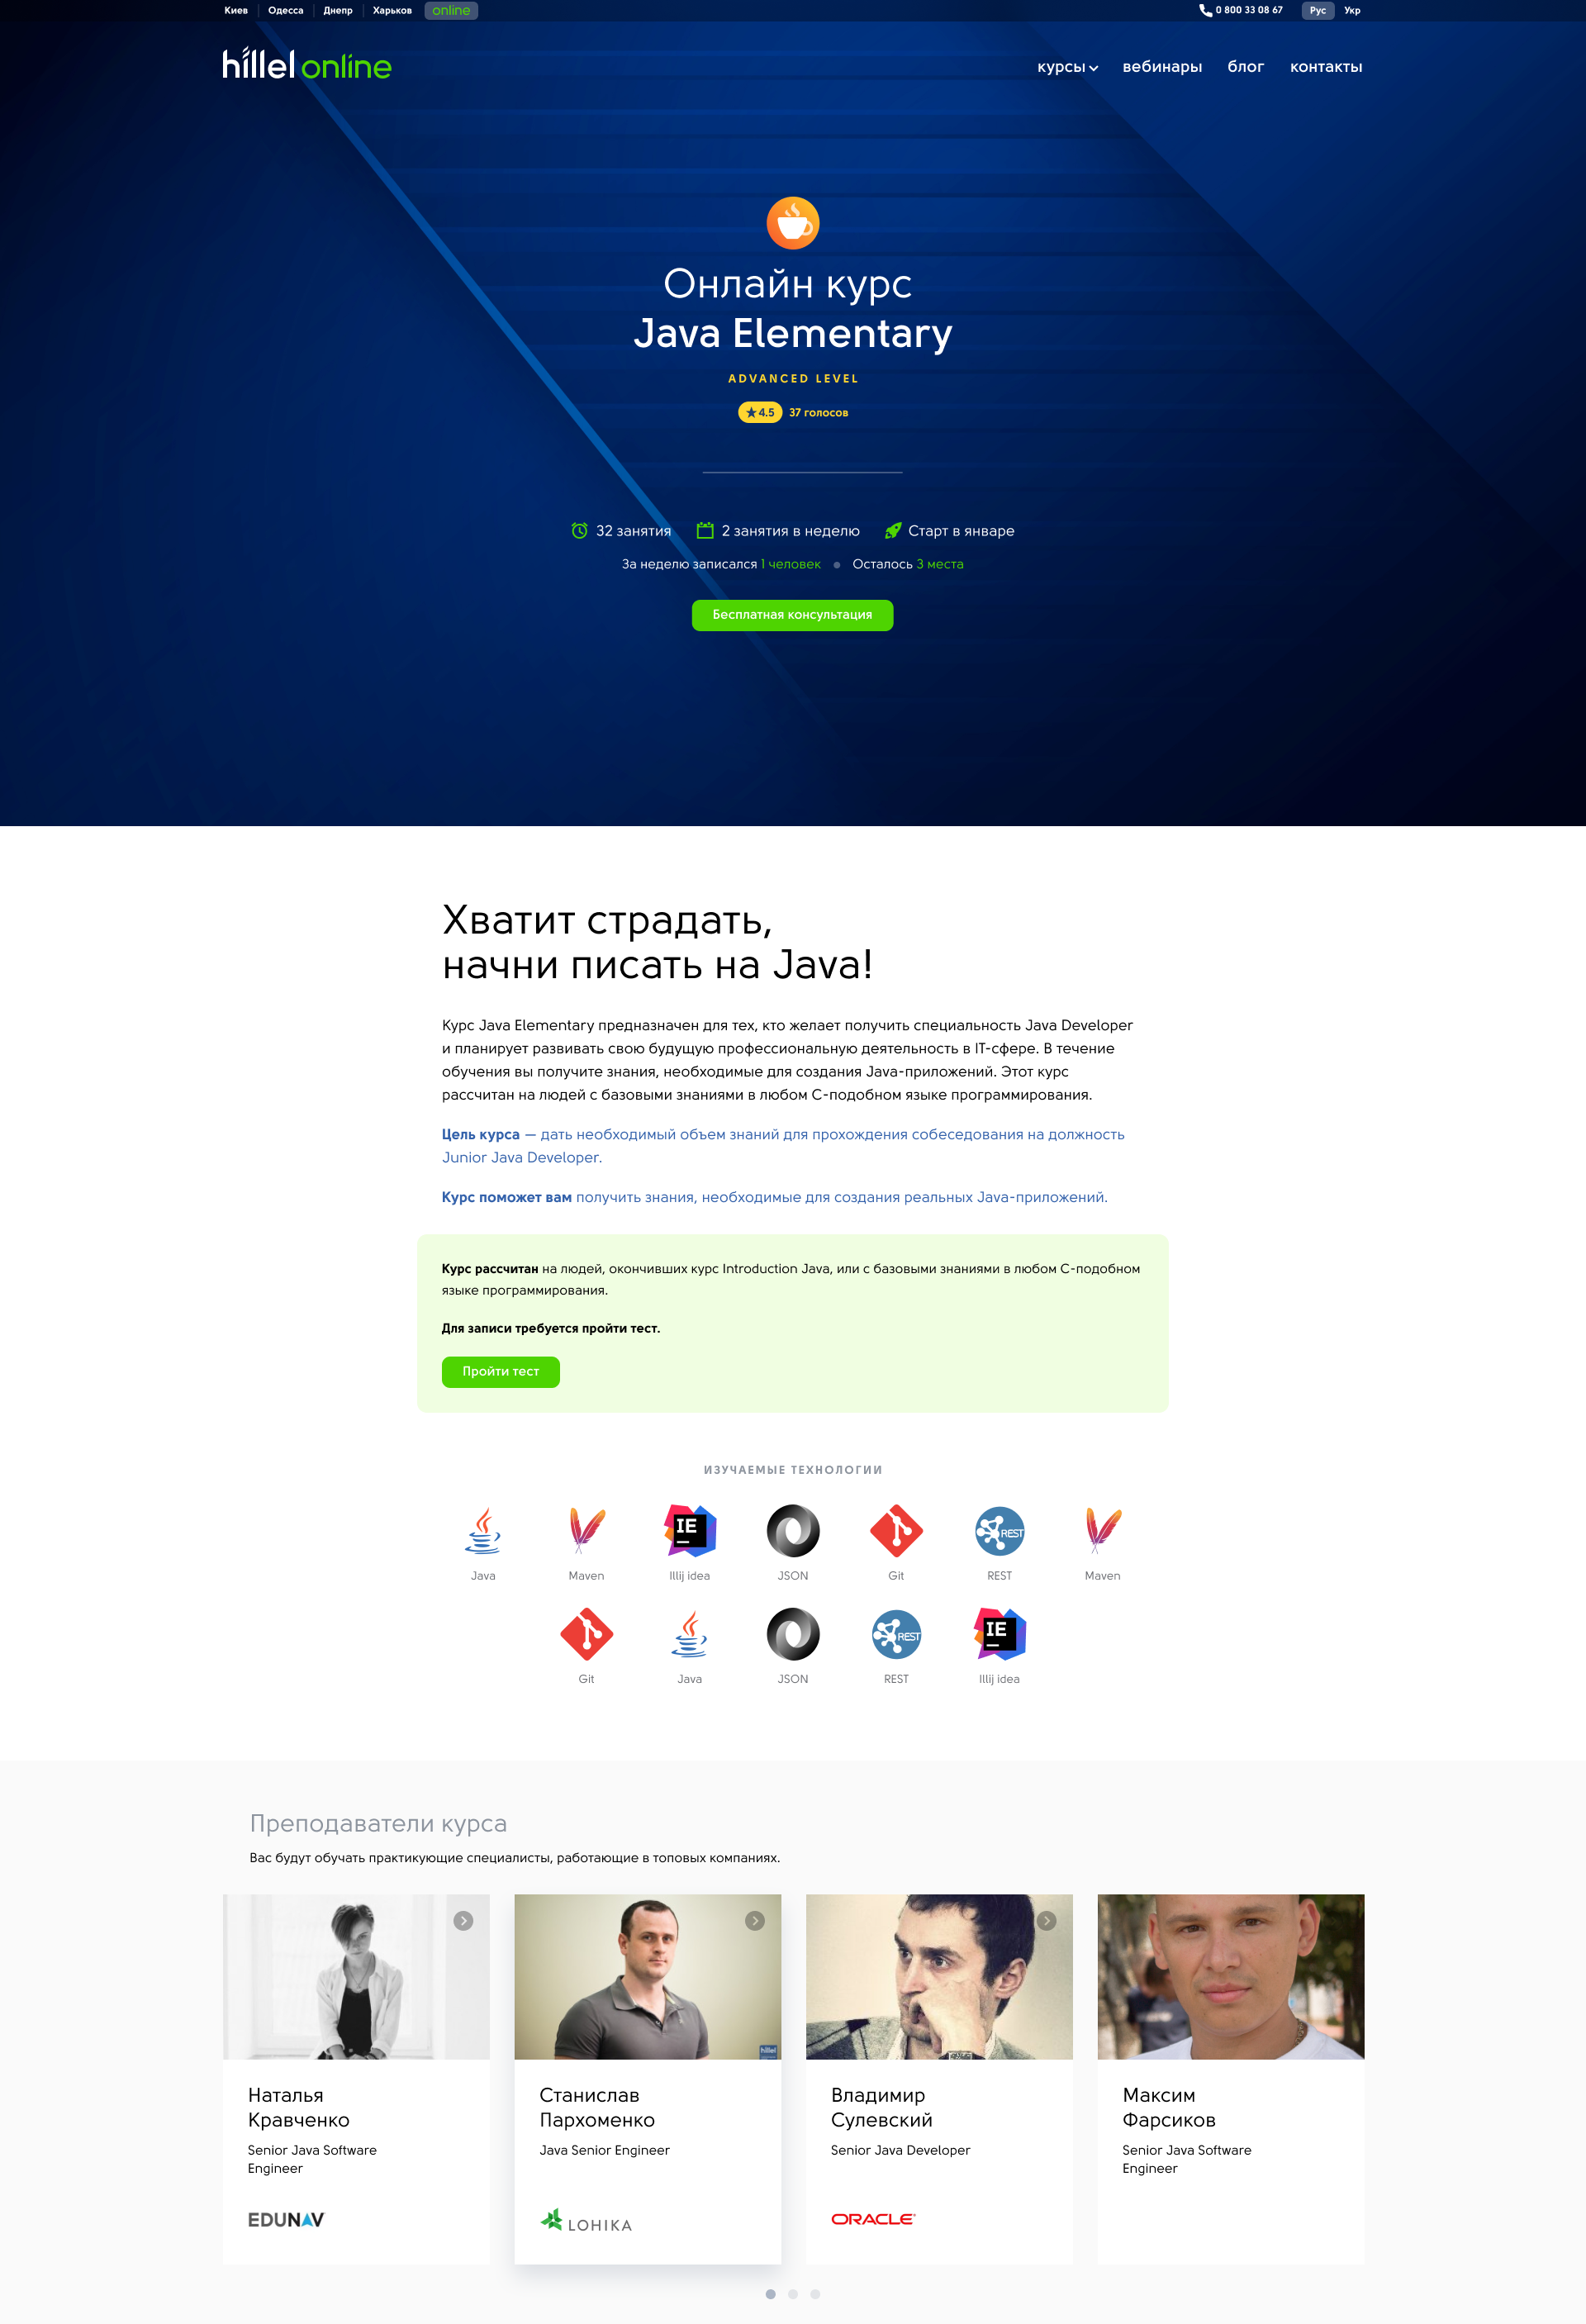 Киев Одесса Днепр Харьков online 0 800 33 08 67 Рус Укр
hillel online курсы вебинары блог контакты
Онлайн курс
Java Elementary
ADVANCED LEVEL
4.5 37 голосов
32 занятия 2 занятия в неделю Старт в январе
За неделю записался 1 человек Осталось 3 места
Бесплатная консультация
Хватит страдать,
начни писать на Java!
Курс Java Elementary предназначен для тех, кто желает получить специальность Java Developer
и планирует развивать свою будущую профессиональную деятельность в IT-сфере. В течение
обучения вы получите знания, необходимые для создания Java-приложений. Этот курс
рассчитан на людей с базовыми знаниями в любом С-подобном языке программирования.
Цель курса — дать необходимый объем знаний для прохождения собеседования на должность
Junior Java Developer.
Курс поможет вам получить знания, необходимые для создания реальных Java-приложений.
Курс рассчитан на людей, окончивших курс Introduction Java, или с базовыми знаниями в любом С-подобном
языке программирования.
Для записи требуется пройти тест.
Пройти тест
ИЗУЧАЕМЫЕ ТЕХНОЛОГИИ
IE REST
Java Maven Illij idea JSON Git REST Maven
REST IE
Git Java JSON REST Illij idea
Преподаватели курса
Вас будут обучать практикующие специалисты, работающие в топовых компаниях.
hillel
Наталья
Кравченко
Senior Java Software
Engineer
EDUNAV
Станислав
Пархоменко
Java Senior Engineer
LOHIKA
Владимир
Сулевский
Senior Java Developer
ORACLE
Максим
Фарсиков
Senior Java Software
Engineer